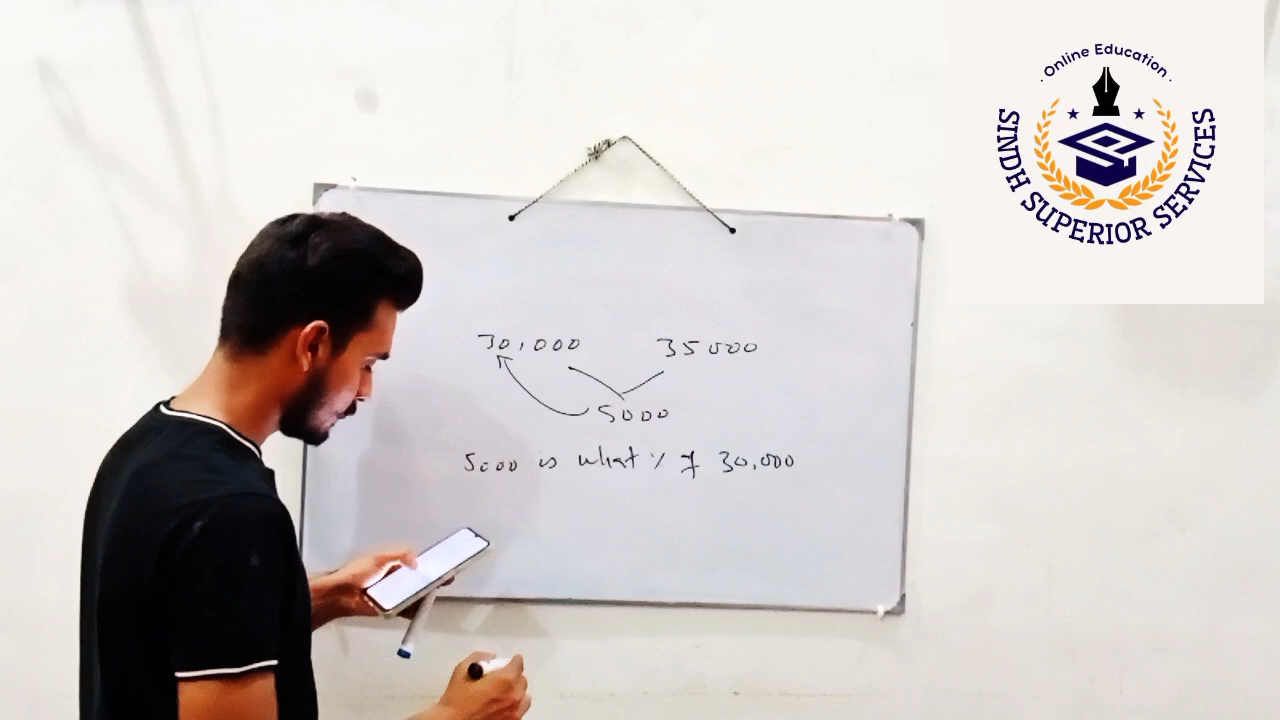 Online Education
SINDH SUPERIOR SERVICES
30,000 35000
5000
5000 is what % of 30,000